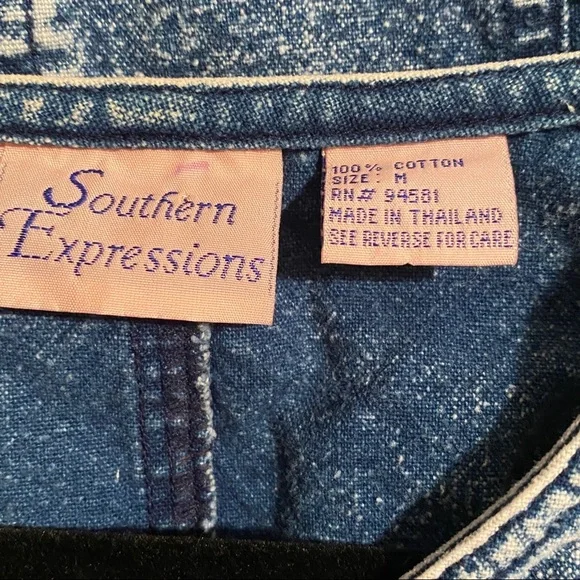 Southern
Expressions
100% COTTON
SIZE: M
RN# 94581
MADE IN THAILAND
SEE REVERSE FOR CARE